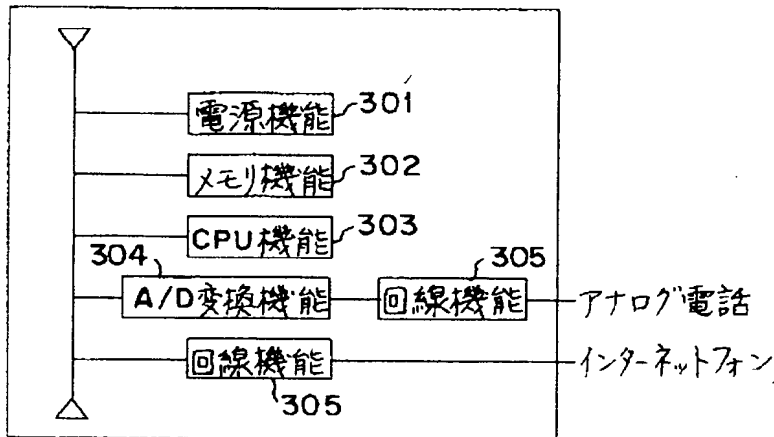 電源機能 301
メモリ機能 302
CPU機能 303
304 305
A/D変換機能 回線機能 アナログ電話
回線機能 インターネットフォン
305